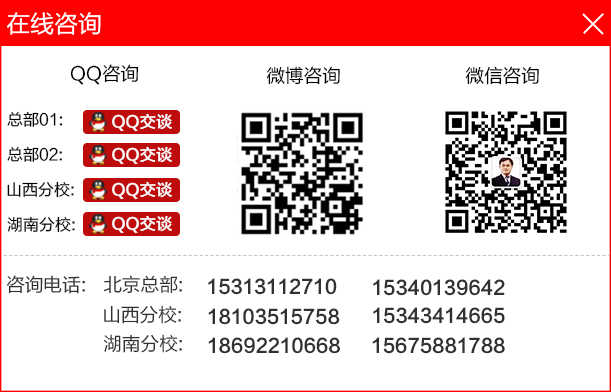 在线咨询
QQ咨询 微博咨询 微信咨询
总部01: QQ交谈
总部02: QQ交谈
山西分校: QQ交谈
湖南分校: QQ交谈
咨询电话: 北京总部: 15313112710 15340139642
山西分校: 18103515758 15343414665
湖南分校: 18692210668 15675881788